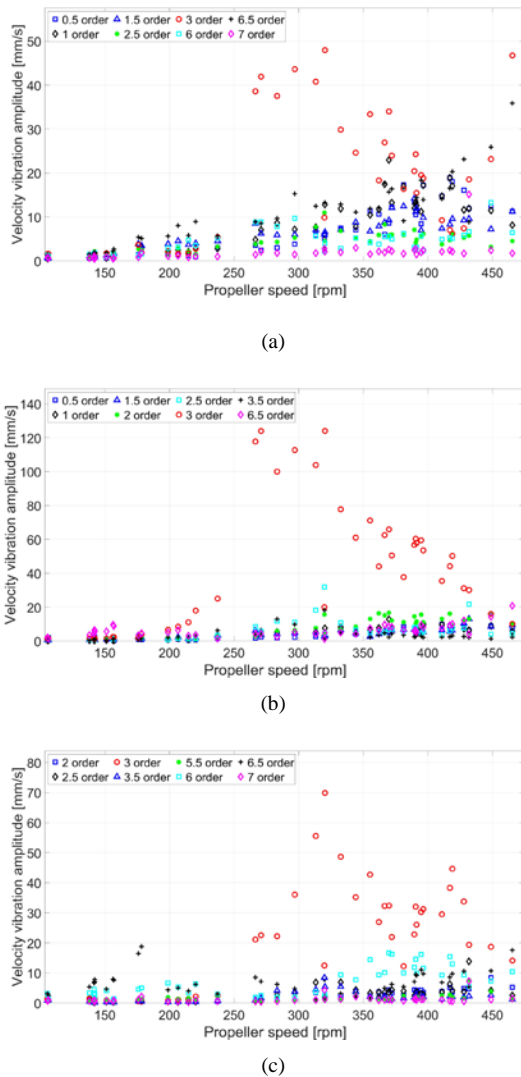 50
0.5 order 1.5 order 3 order 6.5 order
1 order 2.5 order 6 order 7 order
40
30
20
10
0
150 200 250 300 350 400 450
Propeller speed [rpm]
Velocity vibration amplitude [mm/s]
(a)
140
0.5 order 1.5 order 2.5 order 3.5 order
1 order 2 order 3 order 6.5 order
120
100
80
60
40
20
0
150 200 250 300 350 400 450
Propeller speed [rpm]
Velocity vibration amplitude [mm/s]
(b)
80
2 order 3 order 5.5 order 6.5 order
2.5 order 3.5 order 6 order 7 order
70
60
50
40
30
20
10
0
150 200 250 300 350 400 450
Propeller speed [rpm]
Velocity vibration amplitude [mm/s]
(c)